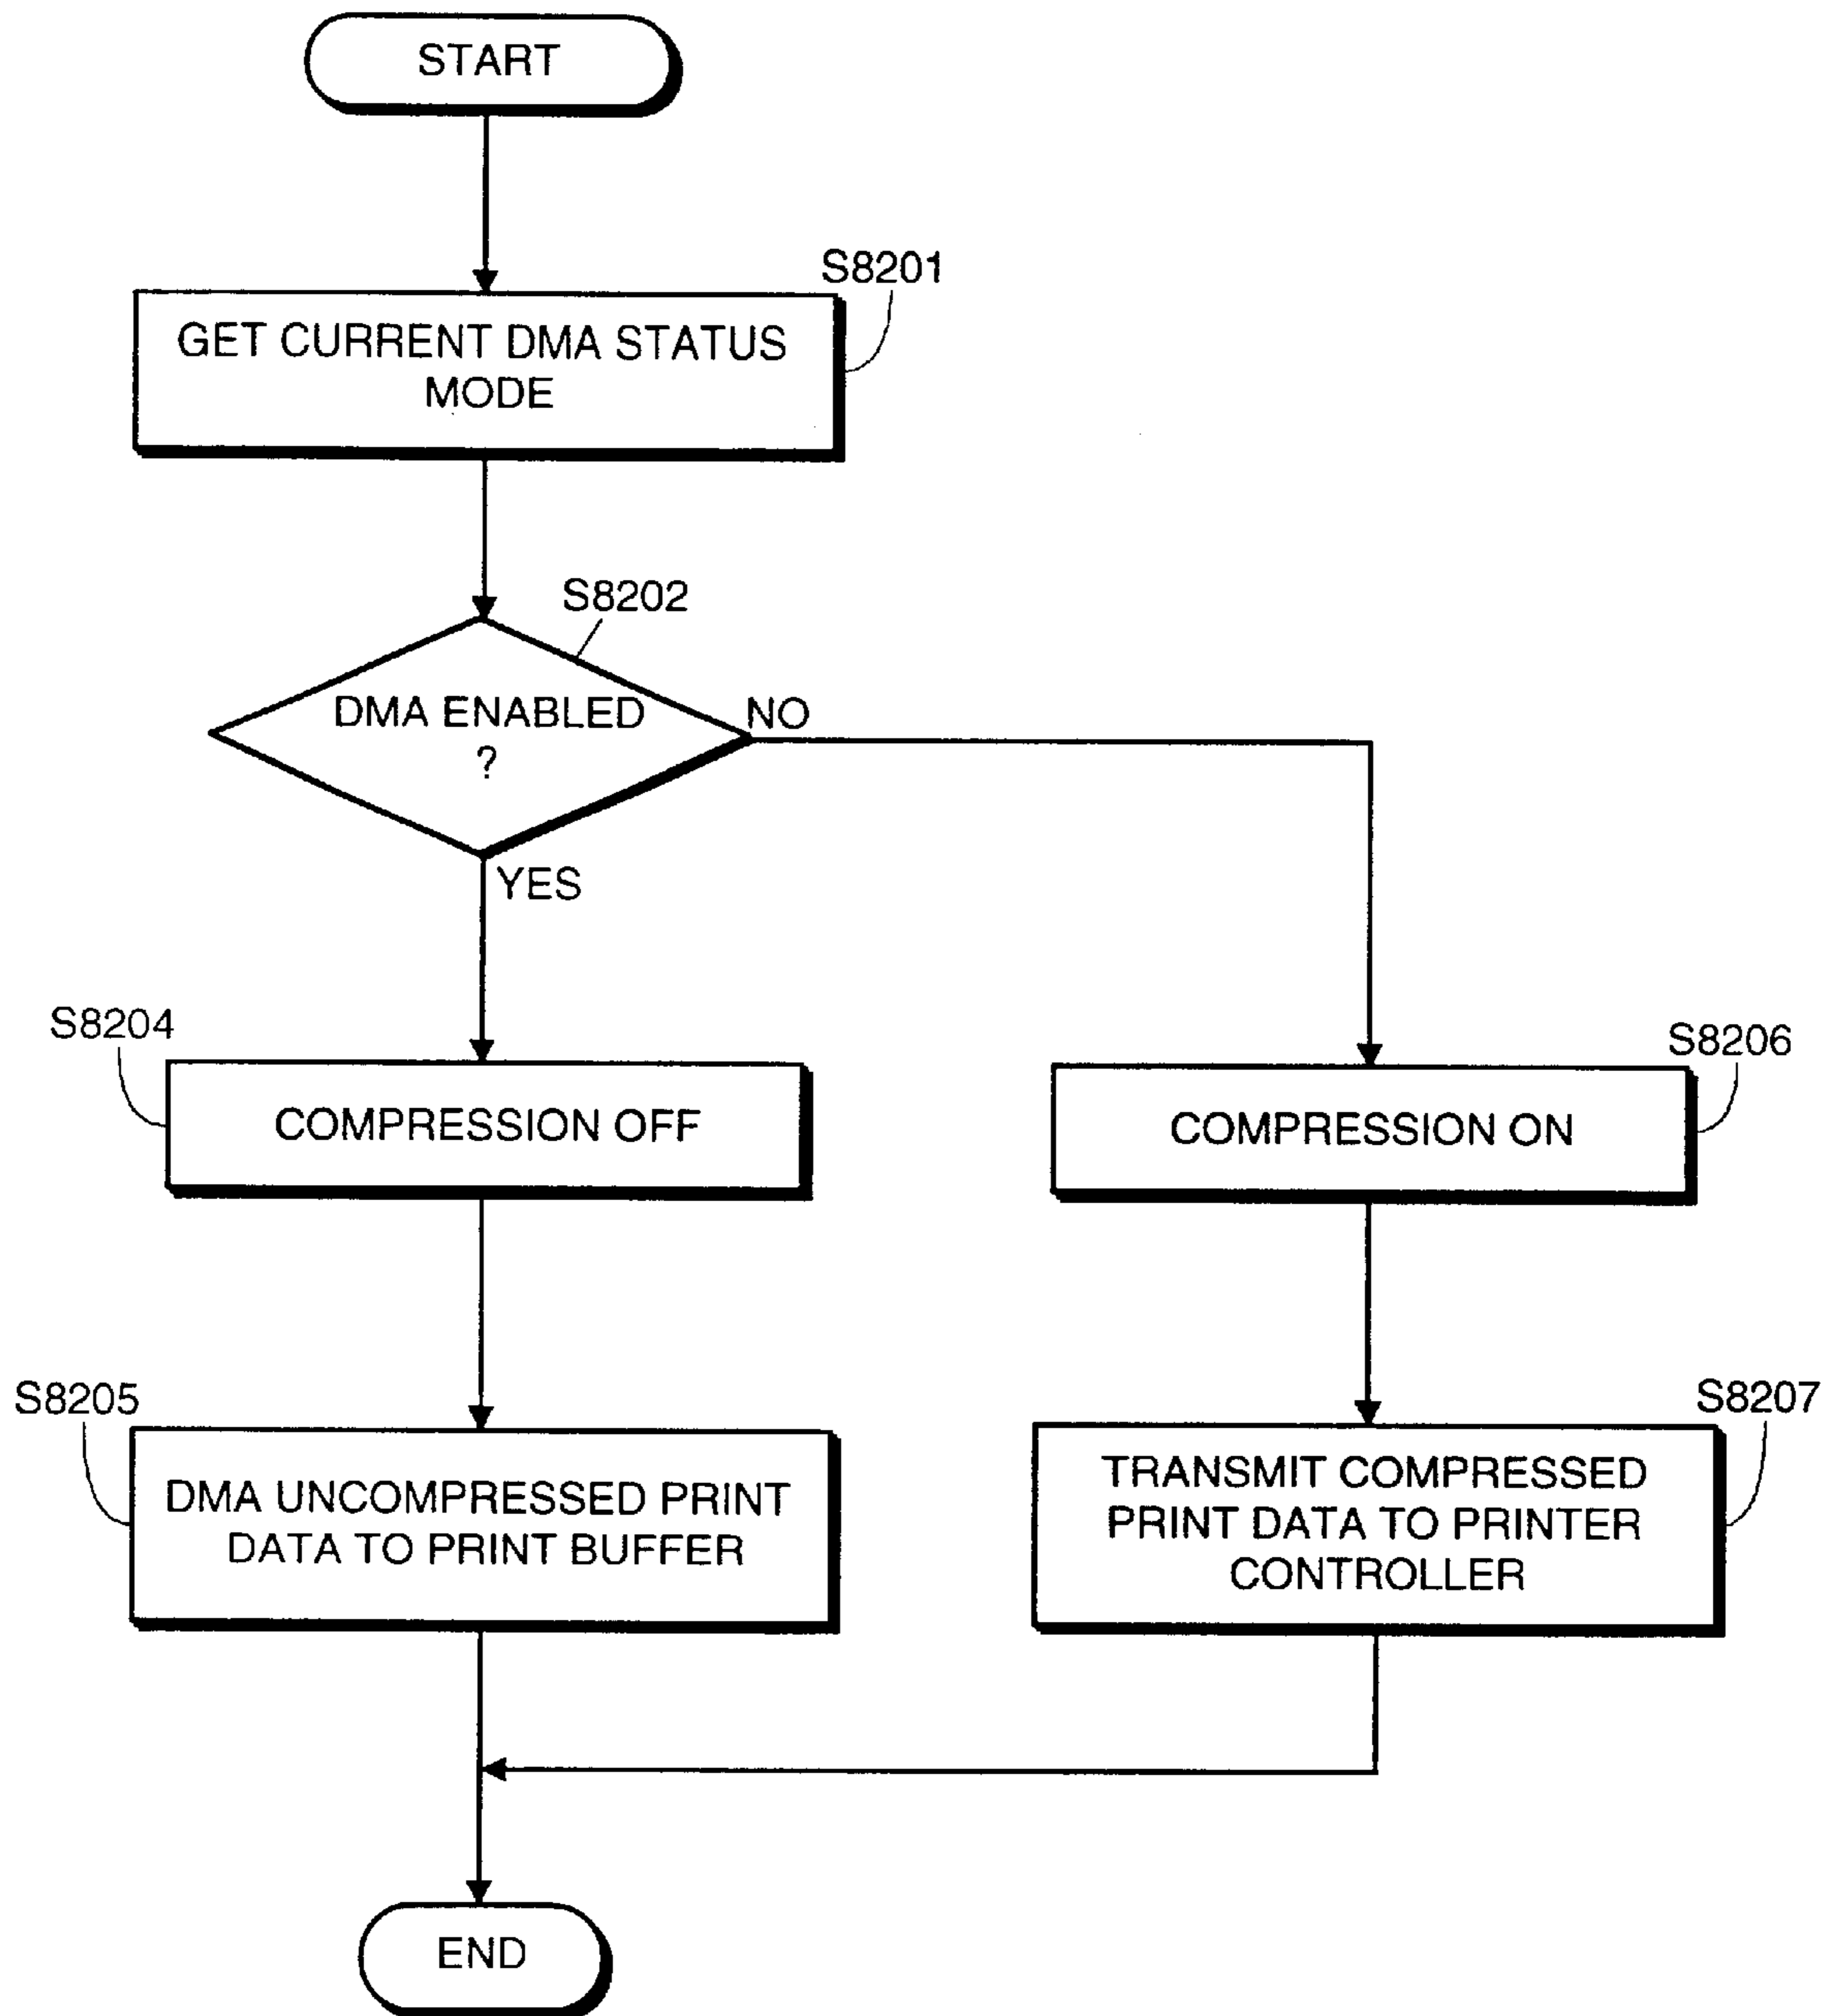 START
S8201
GET CURRENT DMA STATUS
MODE
S8202
DMA ENABLED
?
NO
YES
S8204
COMPRESSION OFF
S8206
COMPRESSION ON
S8205
DMA UNCOMPRESSED PRINT
DATA TO PRINT BUFFER
S8207
TRANSMIT COMPRESSED
PRINT DATA TO PRINTER
CONTROLLER
END